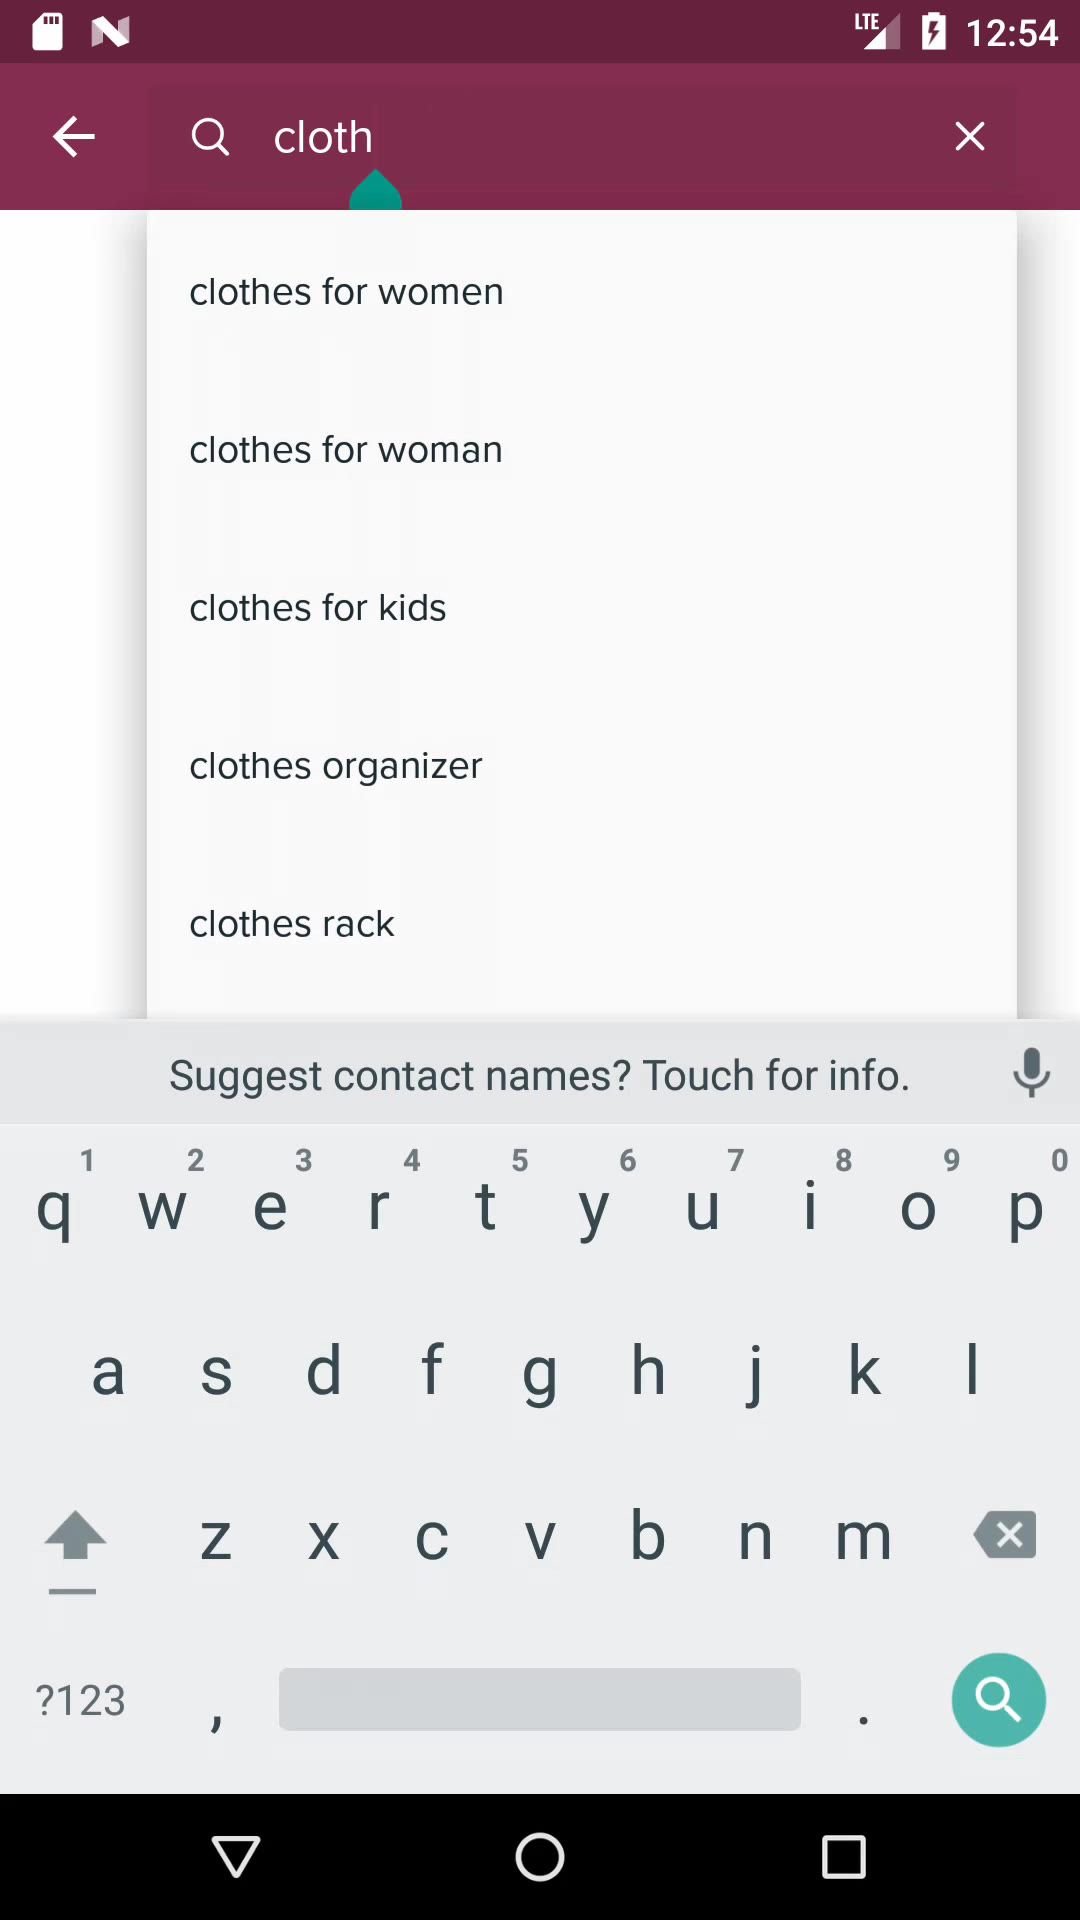 LTE 12:54
cloth
clothes for women
clothes for woman
clothes for kids
clothes organizer
clothes rack
Suggest contact names? Touch for info.
1 2 3 4 5 6 7 8 9 0
q w e r t y u i o p
a s d f g h j k l
z x c v b n m
?123 , .